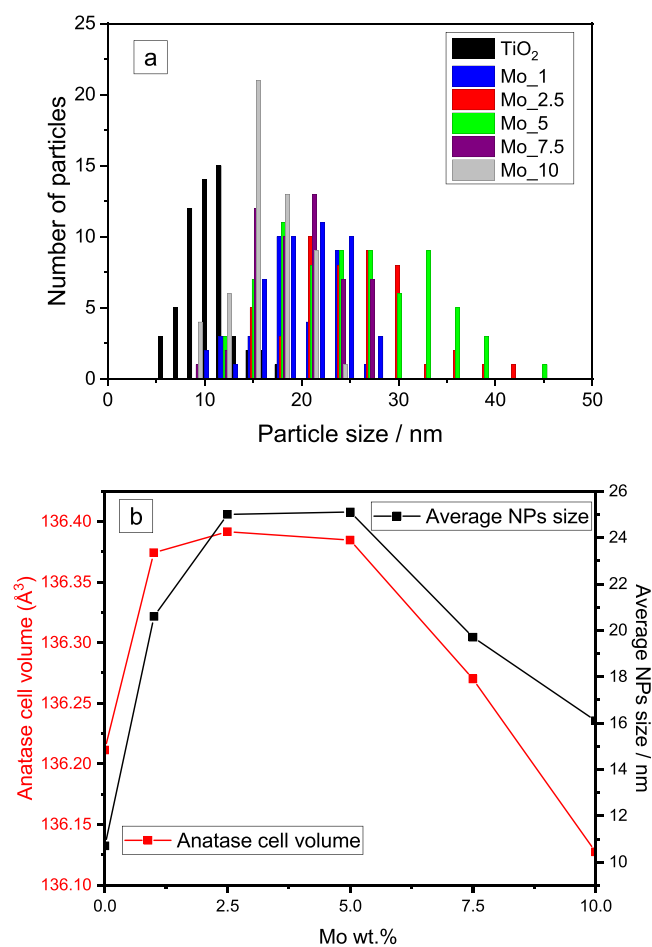 a
TiO₂
Mo_1
Mo_2.5
Mo_5
Mo_7.5
Mo_10
25
20
15
10
5
0
Number of particles
0 10 20 30 40 50
Particle size / nm
b
Average NPs size
Anatase cell volume
136.40
136.35
136.30
136.25
136.20
136.15
136.10
Anatase cell volume (Å³)
26
24
22
20
18
16
14
12
10
Average NPs size / nm
0.0 2.5 5.0 7.5 10.0
Mo wt.%